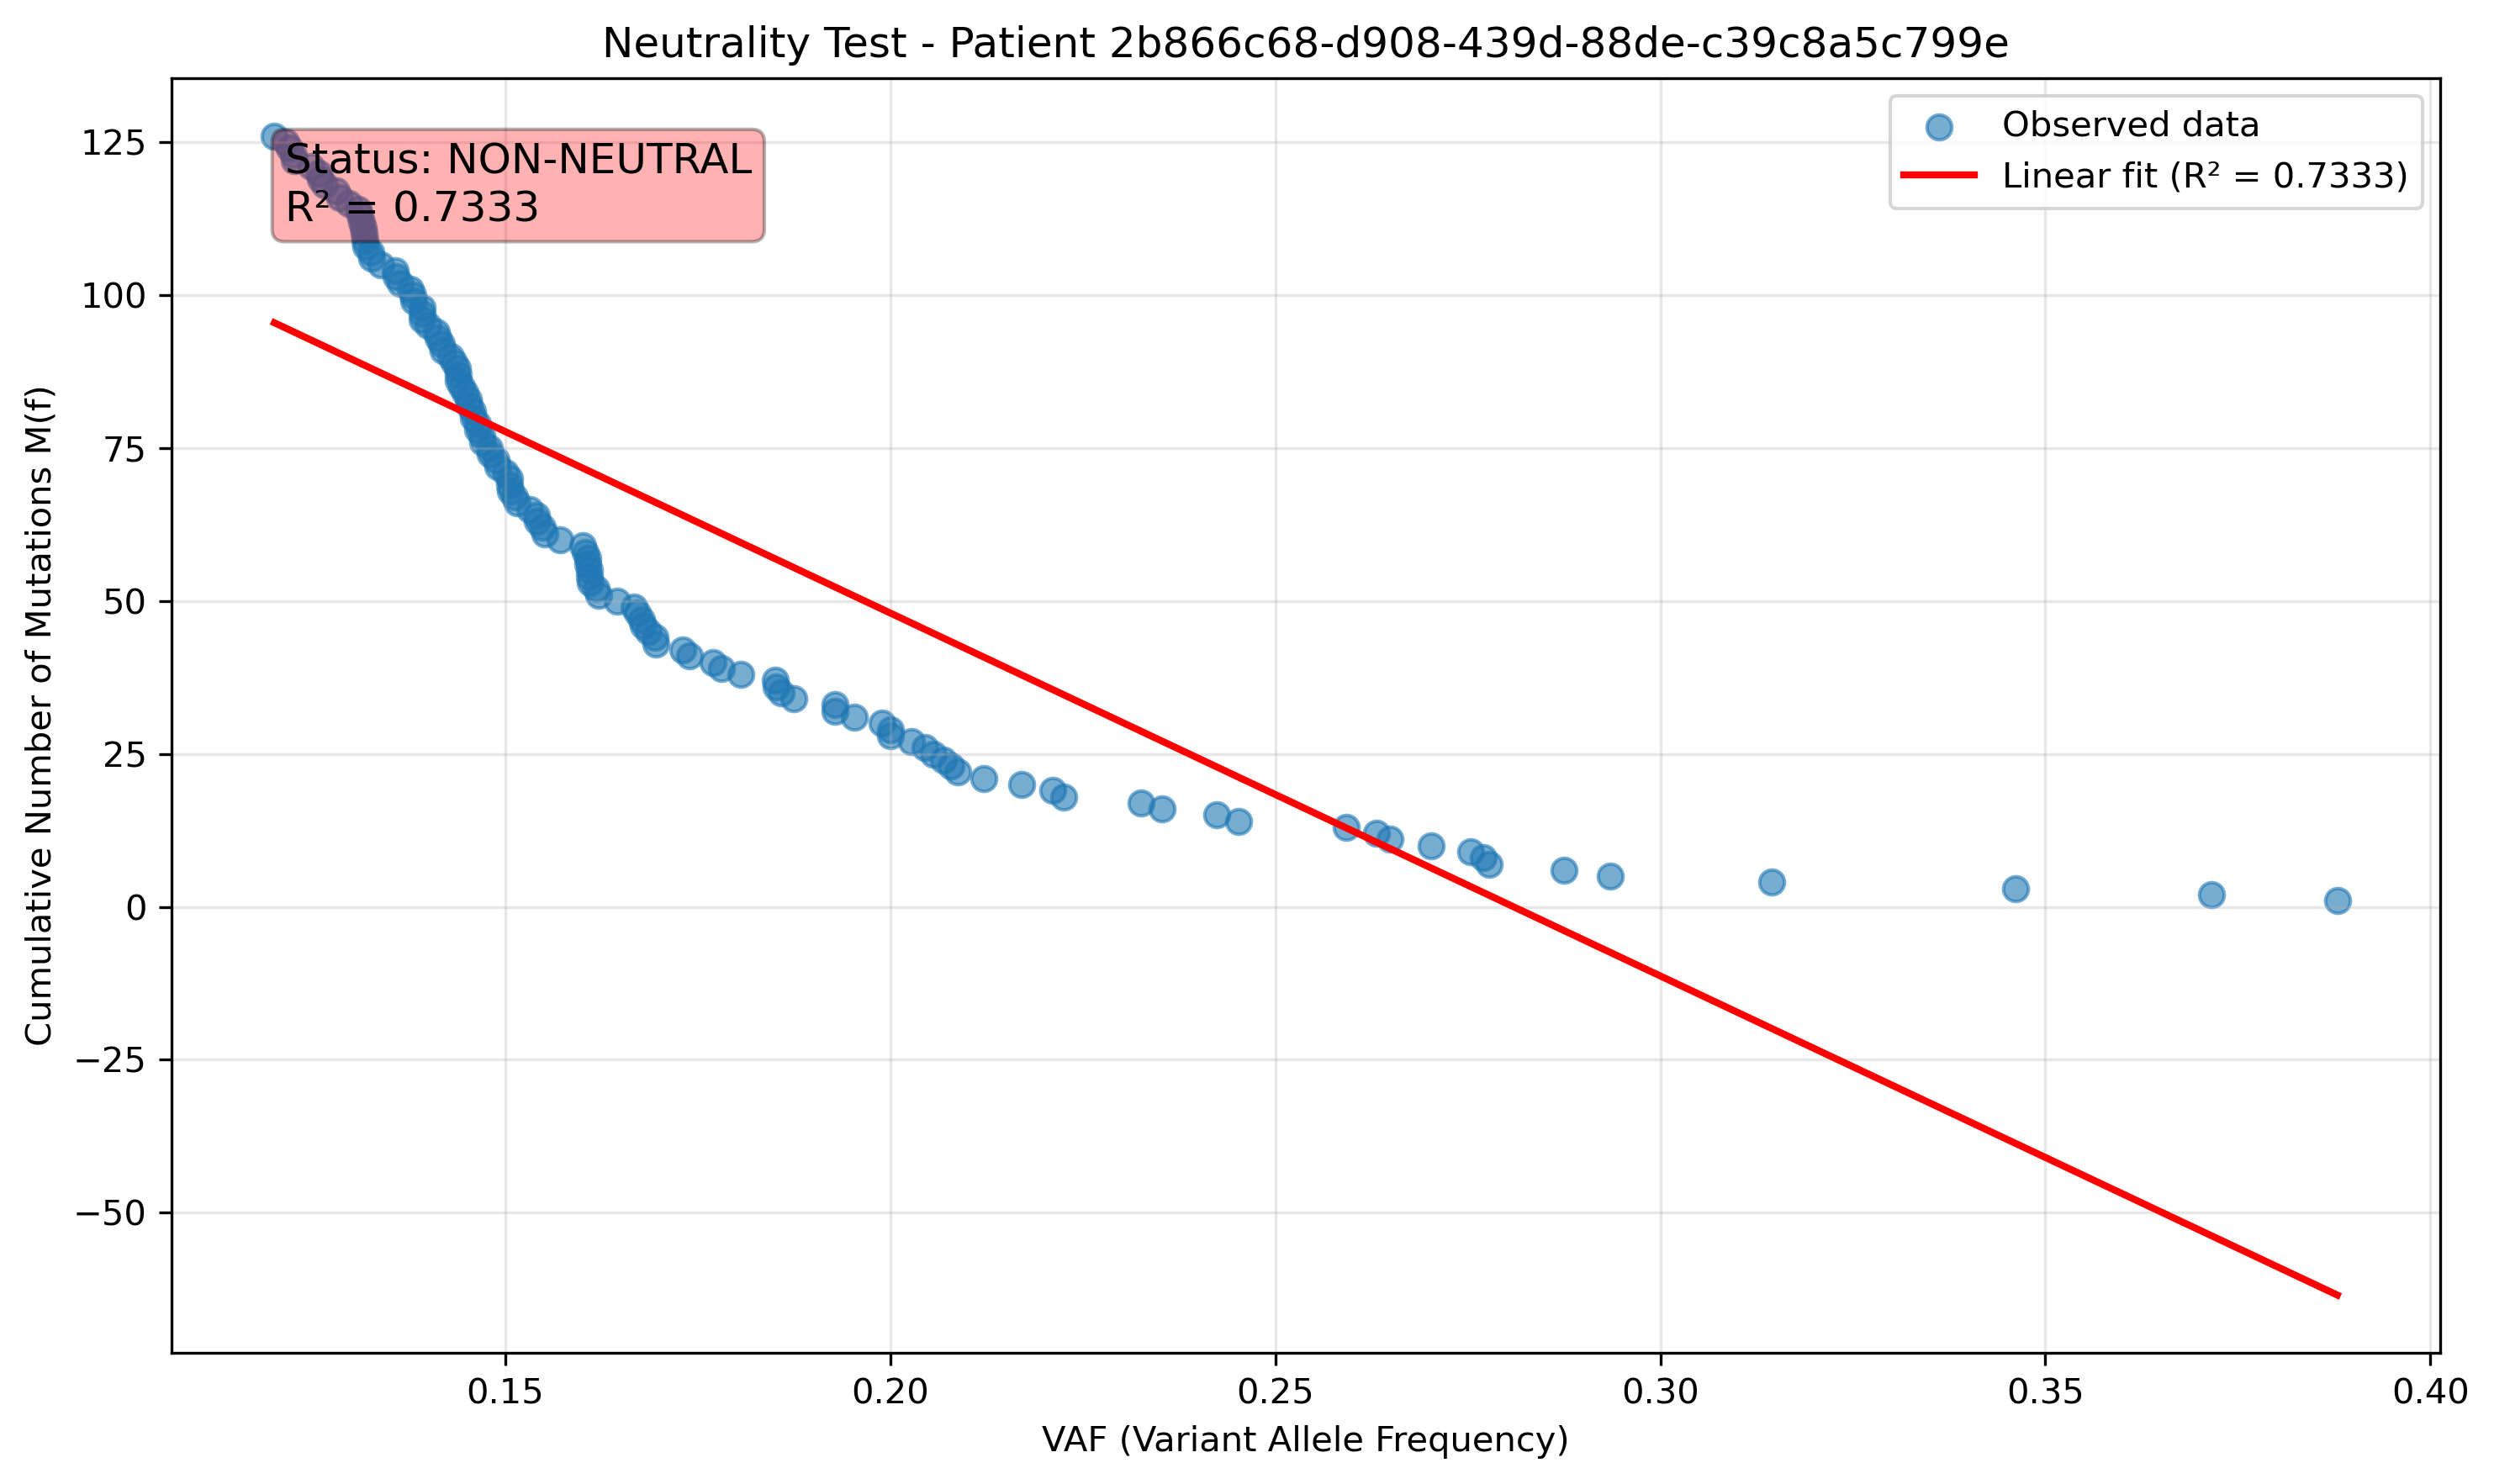 Neutrality Test - Patient 2b866c68-d908-439d-88de-c39c8a5c799e
Observed data
Linear fit (R² = 0.7333)
Status: NON-NEUTRAL
R² = 0.7333
Cumulative Number of Mutations M(f)
125
100
75
50
25
0
−25
−50
0.15
0.20
0.25
0.30
0.35
0.40
VAF (Variant Allele Frequency)